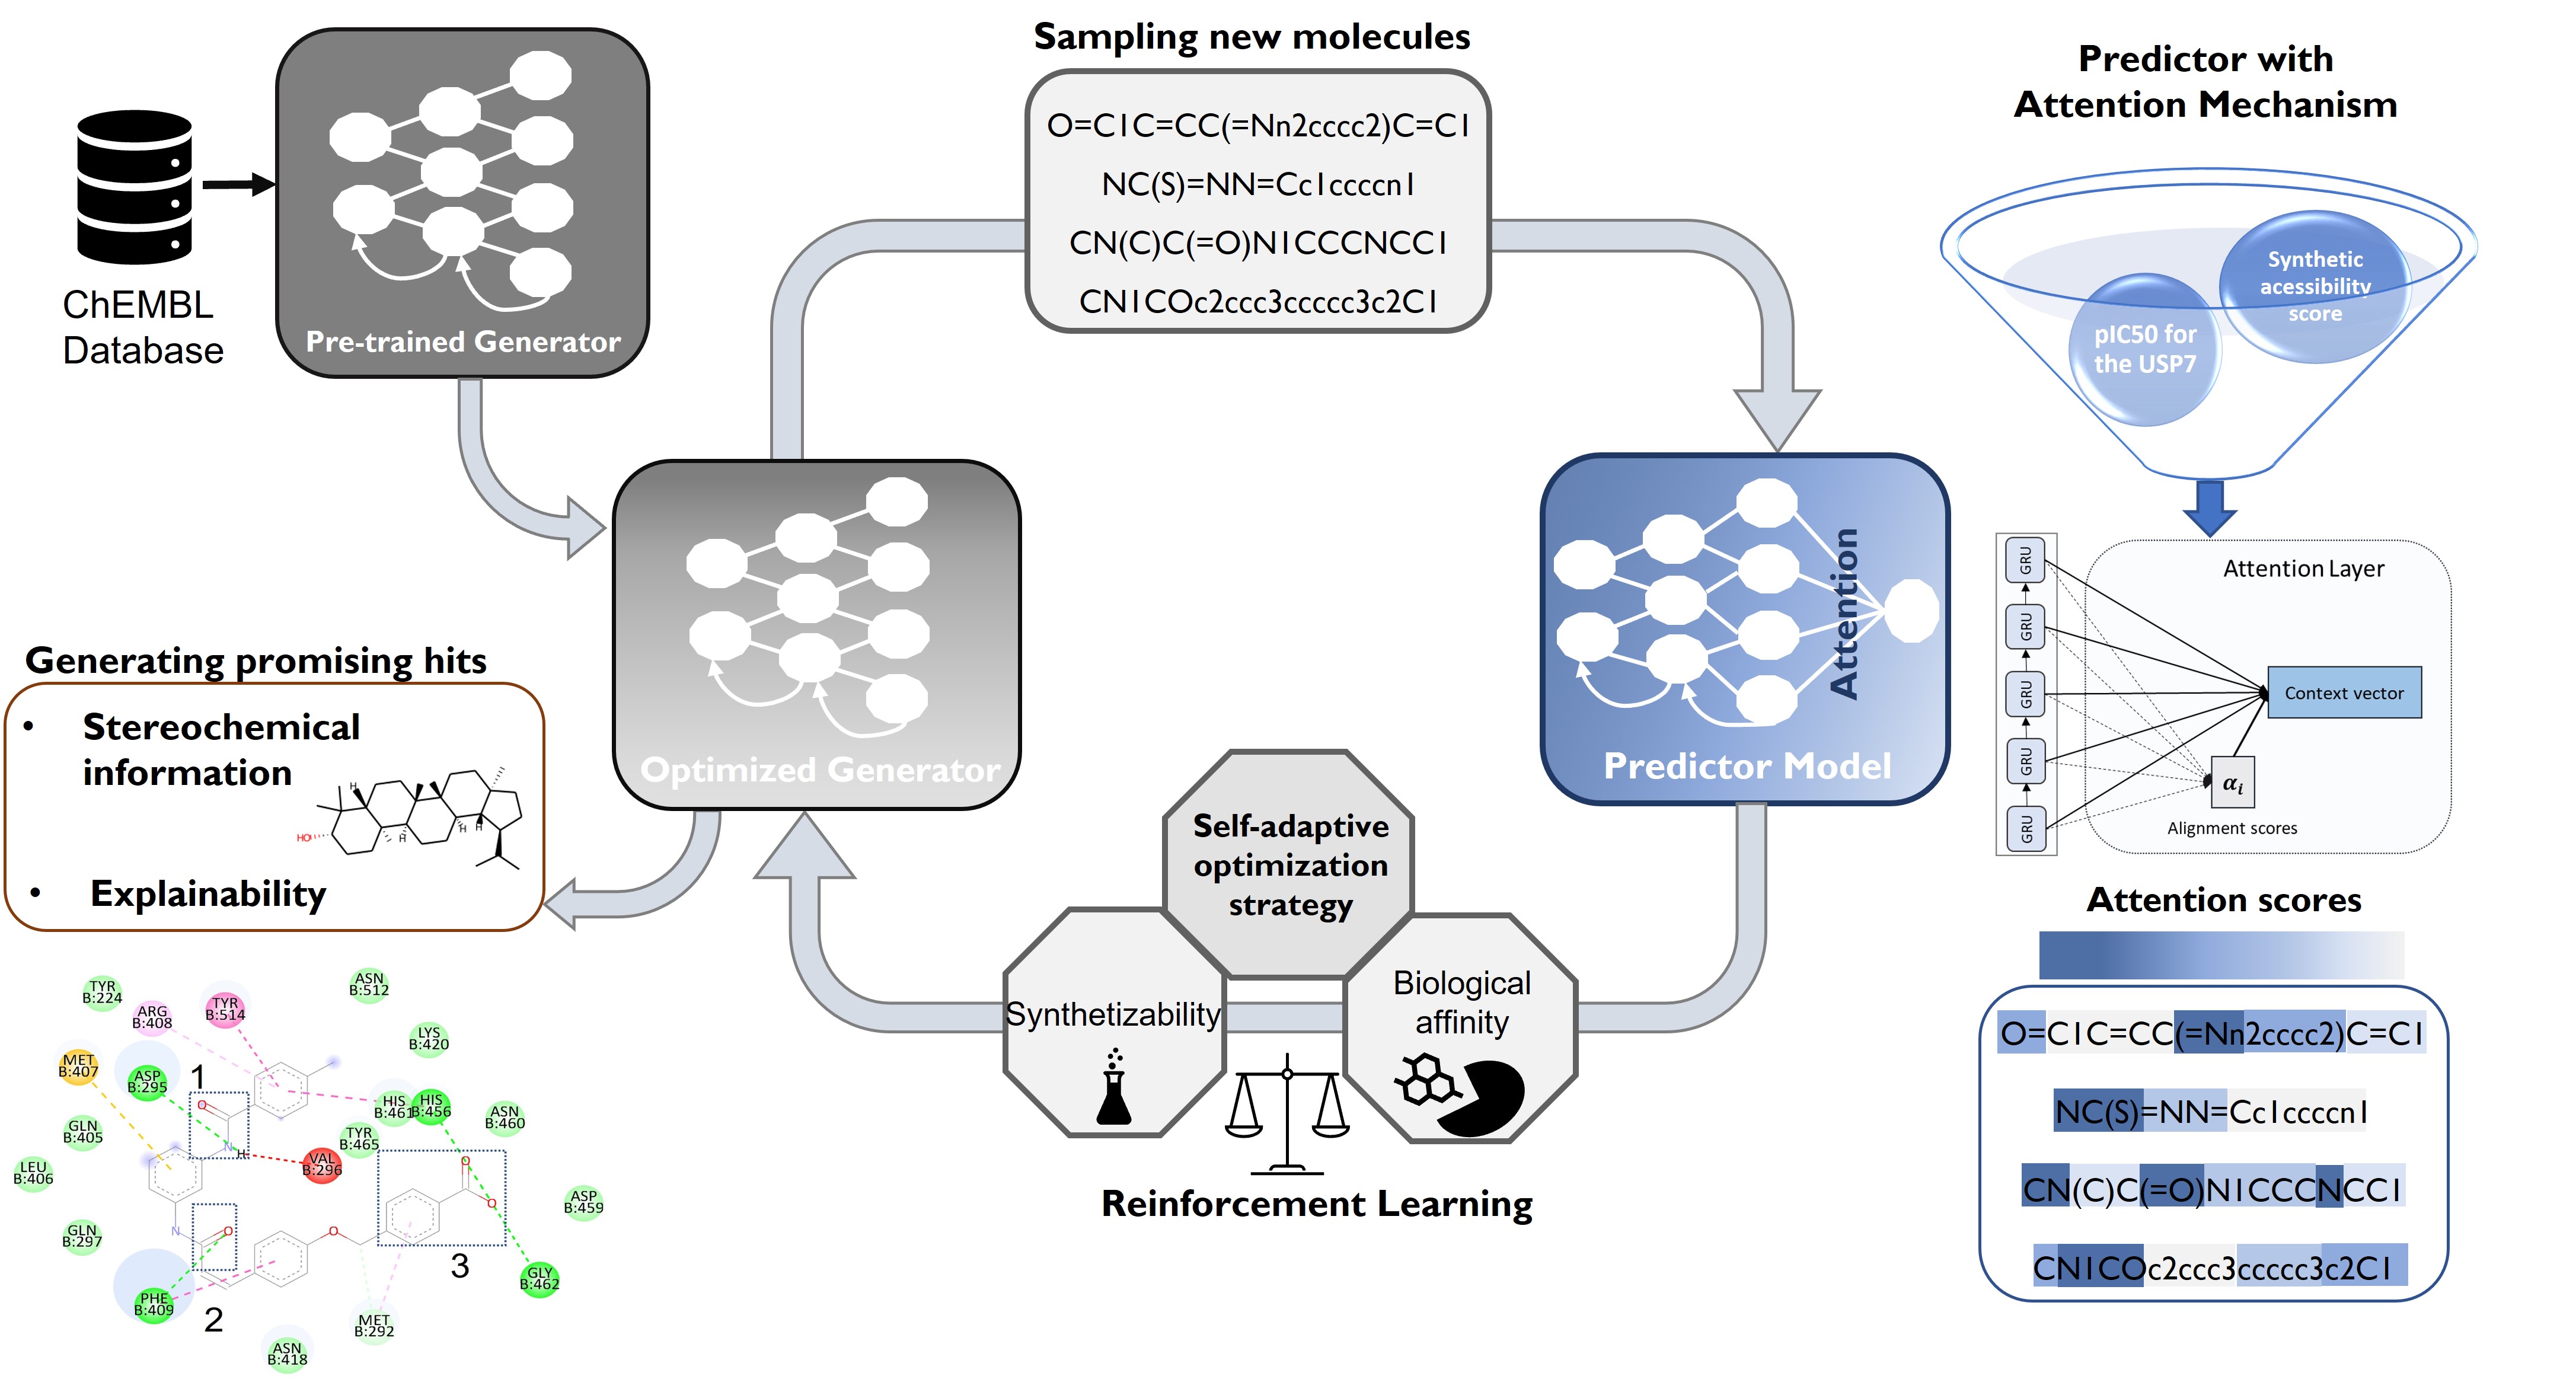 ChEMBL
Database
Pre-trained Generator
Sampling new molecules
O=C1C=CC(=Nn2cccc2)C=C1
NC(S)=NN=Cc1ccccn1
CN(C)C(=O)N1CCCNCC1
CN1COc2ccc3ccccc3c2C1
Optimized Generator
Attention
Predictor Model
Self-adaptive
optimization
strategy
Synthetizability
Biological
affinity
Reinforcement Learning
Generating promising hits
• Stereochemical
information
H
HO
H
H
H
• Explainability
TYR
B:224
ARG
B:408
TYR
B:514
ASN
B:512
LYS
B:420
MET
B:407
ASP
B:295
1
O
N
H
HIS
B:461
HIS
B:456
ASN
B:460
GLN
B:405
TYR
B:465
LEU
B:406
VAL
B:296
O
O
ASP
B:459
GLN
B:297
N
O
O
3
PHE
B:409
2
GLY
B:462
MET
B:292
ASN
B:418
Predictor with
Attention Mechanism
Synthetic
acessibility
score
pIC50 for
the USP7
GRU
GRU
GRU
GRU
GRU
Attention Layer
Context vector
αi
Alignment scores
Attention scores
O=C1C=CC(=Nn2cccc2)C=C1
NC(S)=NN=Cc1ccccn1
CN(C)C(=O)N1CCCNCC1
CN1COc2ccc3ccccc3c2C1